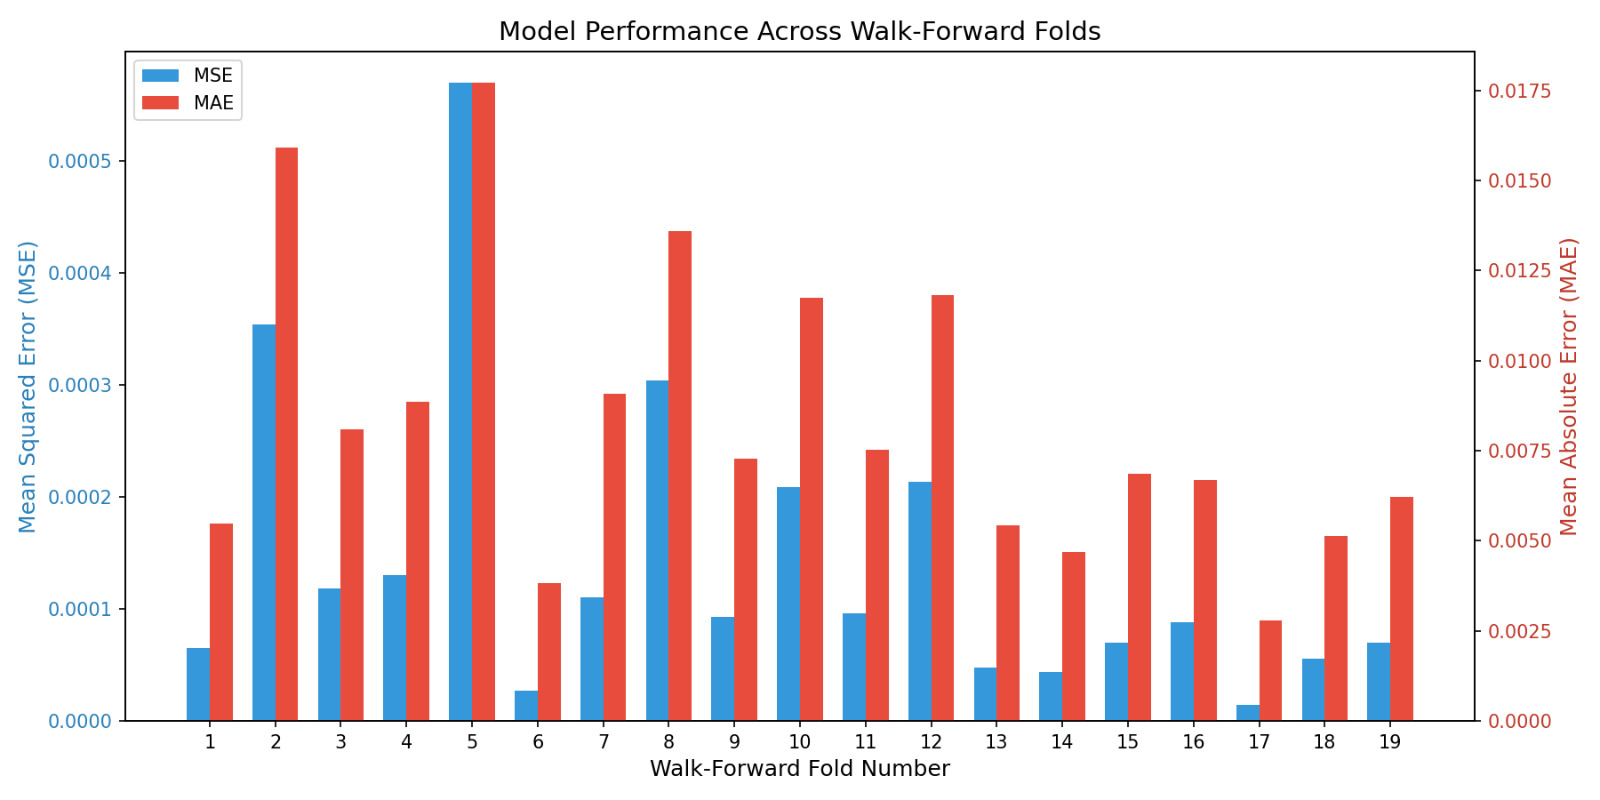 Model Performance Across Walk-Forward Folds
MSE
MAE
Mean Squared Error (MSE)
0.0005
0.0004
0.0003
0.0002
0.0001
0.0000
0.0175
0.0150
0.0125
0.0100
0.0075
0.0050
0.0025
0.0000
Mean Absolute Error (MAE)
1 2 3 4 5 6 7 8 9 10 11 12 13 14 15 16 17 18 19
Walk-Forward Fold Number